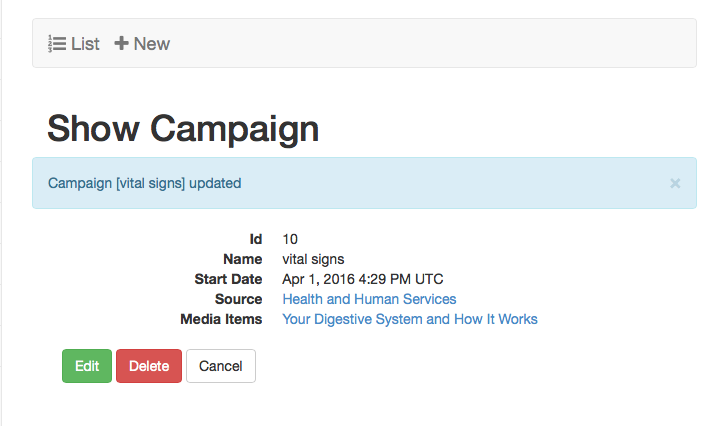 List New
Show Campaign
Campaign [vital signs] updated ×
Id 10
Name vital signs
Start Date Apr 1, 2016 4:29 PM UTC
Source Health and Human Services
Media Items Your Digestive System and How It Works
Edit Delete Cancel